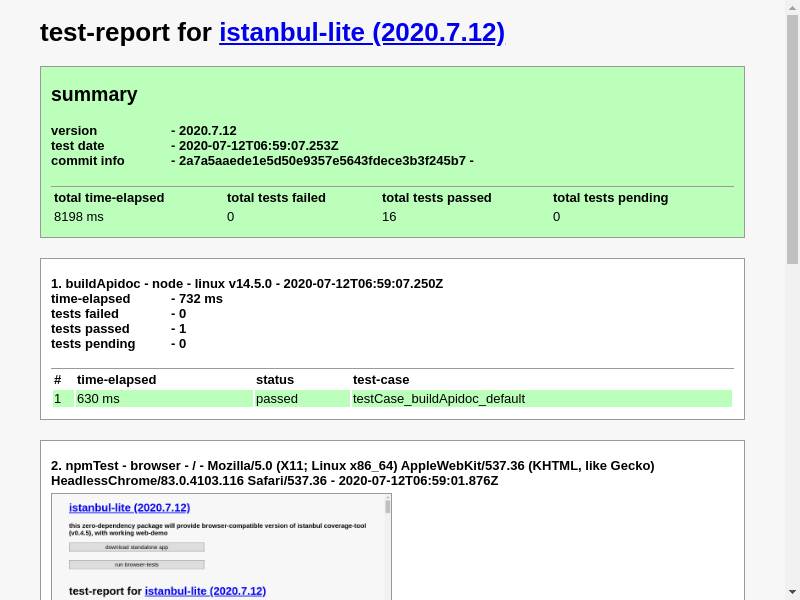 test-report for istanbul-lite (2020.7.12)
summary
version - 2020.7.12
test date - 2020-07-12T06:59:07.253Z
commit info - 2a7a5aaede1e5d50e9357e5643fdece3b3f245b7 -
total time-elapsed total tests failed total tests passed total tests pending
8198 ms 0 16 0
1. buildApidoc - node - linux v14.5.0 - 2020-07-12T06:59:07.250Z
time-elapsed - 732 ms
tests failed - 0
tests passed - 1
tests pending - 0
# time-elapsed status test-case
1 630 ms passed testCase_buildApidoc_default
2. npmTest - browser - / - Mozilla/5.0 (X11; Linux x86_64) AppleWebKit/537.36 (KHTML, like Gecko)
HeadlessChrome/83.0.4103.116 Safari/537.36 - 2020-07-12T06:59:01.876Z
istanbul-lite (2020.7.12)
this zero-dependency package will provide browser-compatible version of istanbul coverage-tool
(v0.4.5), with working web-demo
download standalone app
run browser-tests
test-report for istanbul-lite (2020.7.12)